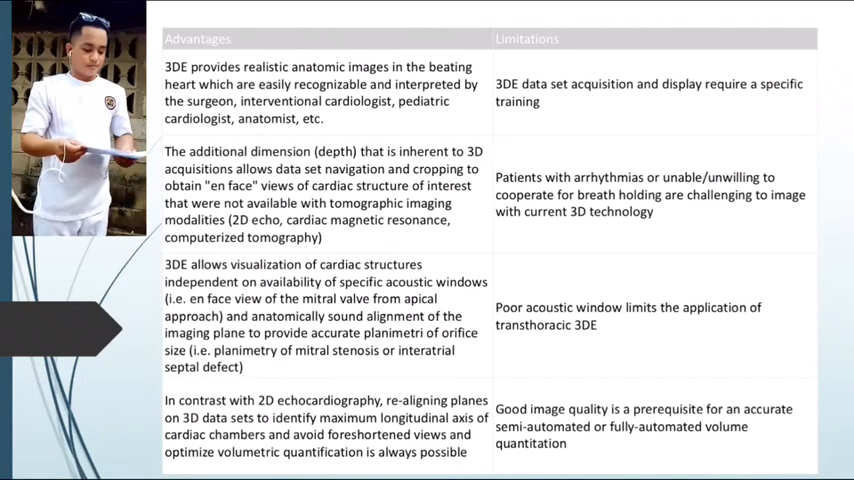 Advantages
Limitations
3DE provides realistic anatomic images in the beating
heart which are easily recognizable and interpreted by
the surgeon, interventional cardiologist, pediatric
cardiologist, anatomist, etc.
3DE data set acquisition and display require a specific
training
The additional dimension (depth) that is inherent to 3D
acquisitions allows data set navigation and cropping to
obtain "en face" views of cardiac structure of interest
that were not available with tomographic imaging
modalities (2D echo, cardiac magnetic resonance,
computerized tomography)
Patients with arrhythmias or unable/unwilling to
cooperate for breath holding are challenging to image
with current 3D technology
3DE allows visualization of cardiac structures
independent on availability of specific acoustic windows
(i.e. en face view of the mitral valve from apical
approach) and anatomically sound alignment of the
imaging plane to provide accurate planimetri of orifice
size (i.e. planimetry of mitral stenosis or interatrial
septal defect)
Poor acoustic window limits the application of
transthoracic 3DE
In contrast with 2D echocardiography, re-aligning planes
on 3D data sets to identify maximum longitudinal axis of
cardiac chambers and avoid foreshortened views and
optimize volumetric quantification is always possible
Good image quality is a prerequisite for an accurate
semi-automated or fully-automated volume
quantitation